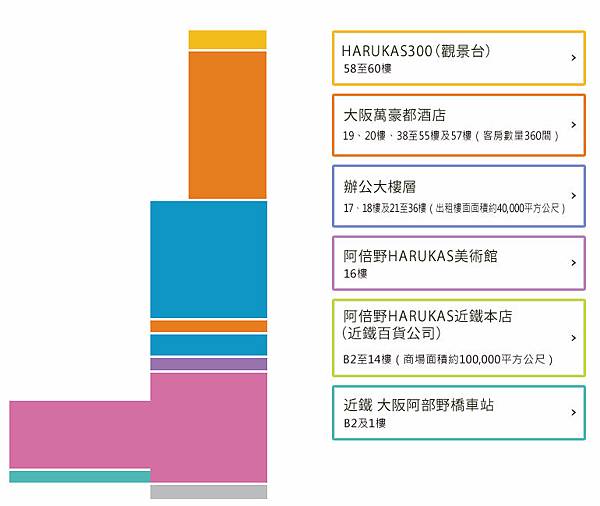 HARUKAS300（觀景台）
58至60樓
大阪萬豪都酒店
19、20樓、38至55樓及57樓（客房數量360間）
辦公大樓層
17、18樓及21至36樓（出租樓面面積約40,000平方公尺）
阿倍野HARUKAS美術館
16樓
阿倍野HARUKAS近鐵本店
（近鐵百貨公司）
B2至14樓（商場面積約100,000平方公尺）
近鐵 大阪阿部野橋車站
B2及1樓